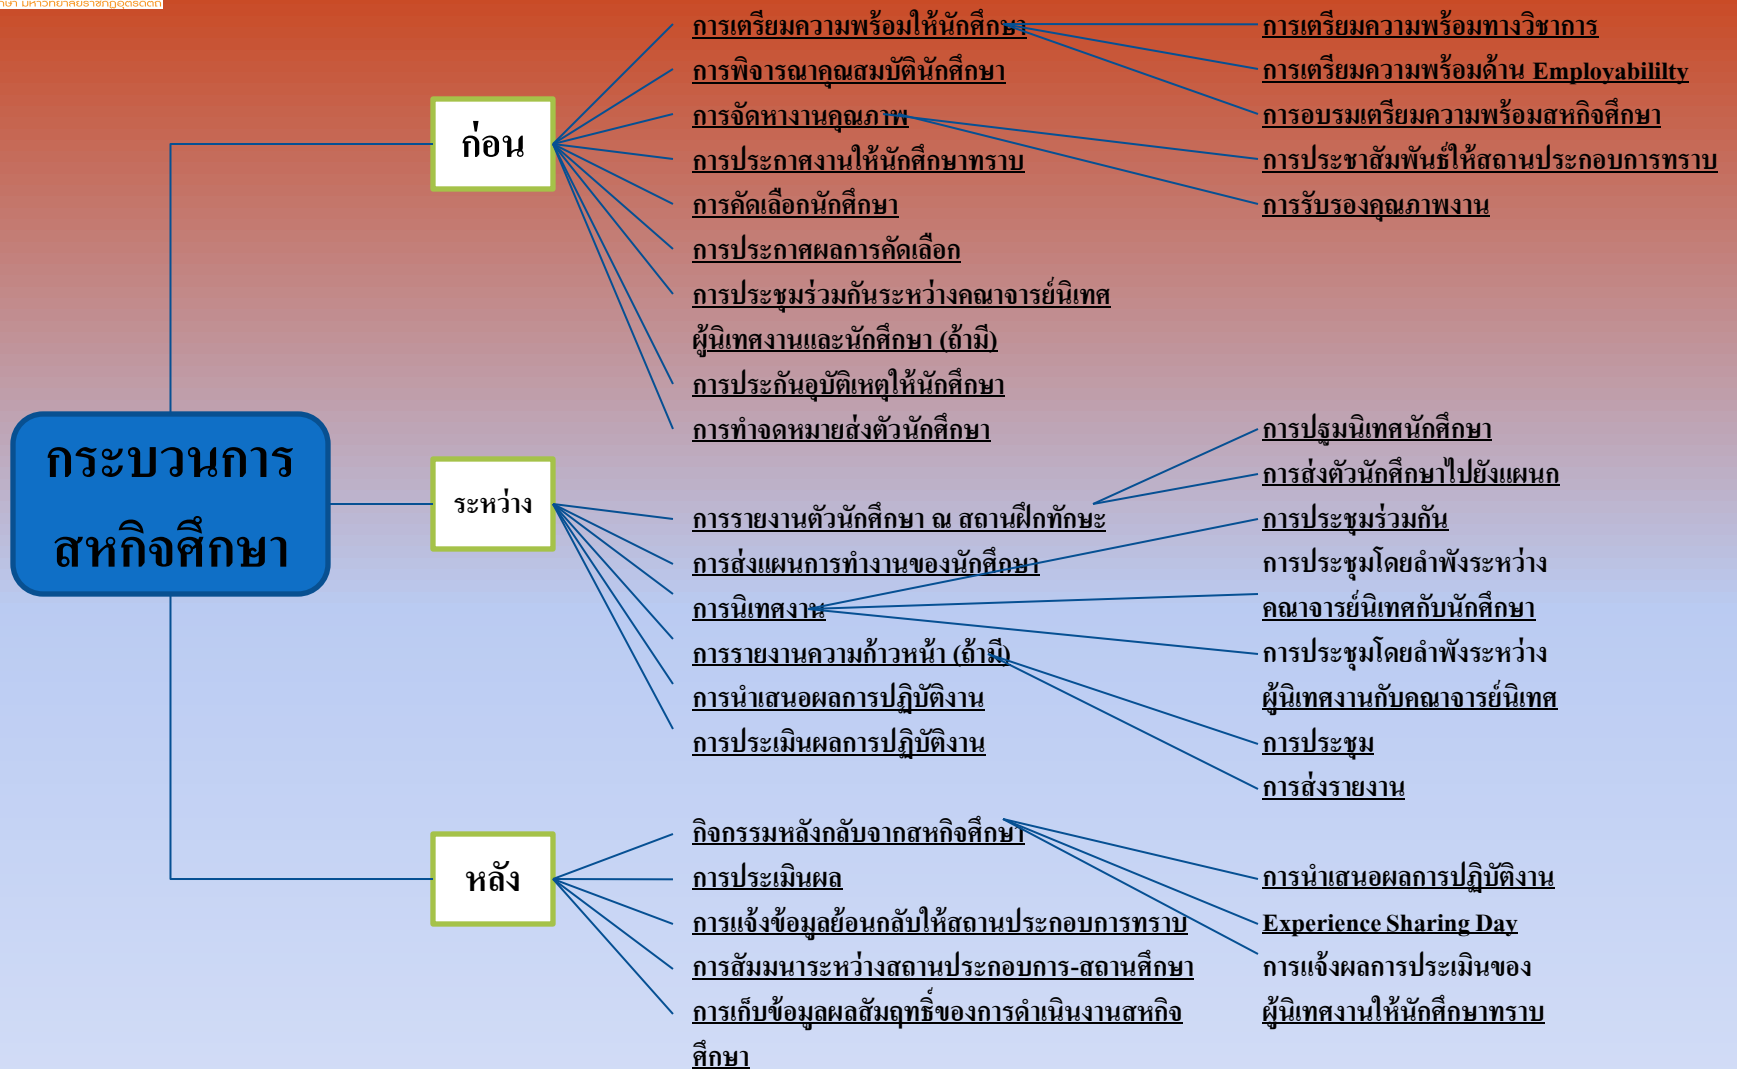 กระบวนการ
สหกิจศึกษา
ก่อน
การเตรียมความพร้อมให้นักศึกษา
การพิจารณาคุณสมบัตินักศึกษา
การจัดหางานคุณภาพ
การประกาศงานให้นักศึกษาทราบ
การคัดเลือกนักศึกษา
การประกาศผลการคัดเลือก
การประชุมร่วมกันระหว่างคณาจารย์นิเทศ
ผู้นิเทศงานและนักศึกษา (ถ้ามี)
การประกันอุบัติเหตุให้นักศึกษา
การทำจดหมายส่งตัวนักศึกษา
การเตรียมความพร้อมทางวิชาการ
การเตรียมความพร้อมด้าน Employabililty
การอบรมเตรียมความพร้อมสหกิจศึกษา
การประชาสัมพันธ์ให้สถานประกอบการทราบ
การรับรองคุณภาพงาน
ระหว่าง
การรายงานตัวนักศึกษา ณ สถานฝึกทักษะ
การส่งแผนการทำงานของนักศึกษา
การนิเทศงาน
การรายงานความก้าวหน้า (ถ้ามี)
การนำเสนอผลการปฏิบัติงาน
การประเมินผลการปฏิบัติงาน
การปฐมนิเทศนักศึกษา
การส่งตัวนักศึกษาไปยังแผนก
การประชุมร่วมกัน
การประชุมโดยลำพังระหว่าง
คณาจารย์นิเทศกับนักศึกษา
การประชุมโดยลำพังระหว่าง
ผู้นิเทศงานกับคณาจารย์นิเทศ
การประชุม
การส่งรายงาน
หลัง
กิจกรรมหลังกลับจากสหกิจศึกษา
การประเมินผล
การแจ้งข้อมูลย้อนกลับให้สถานประกอบการทราบ
การสัมมนาระหว่างสถานประกอบการ-สถานศึกษา
การเก็บข้อมูลผลสัมฤทธิ์ของการดำเนินงานสหกิจ
ศึกษา
การนำเสนอผลการปฏิบัติงาน
Experience Sharing Day
การแจ้งผลการประเมินของ
ผู้นิเทศงานให้นักศึกษาทราบ